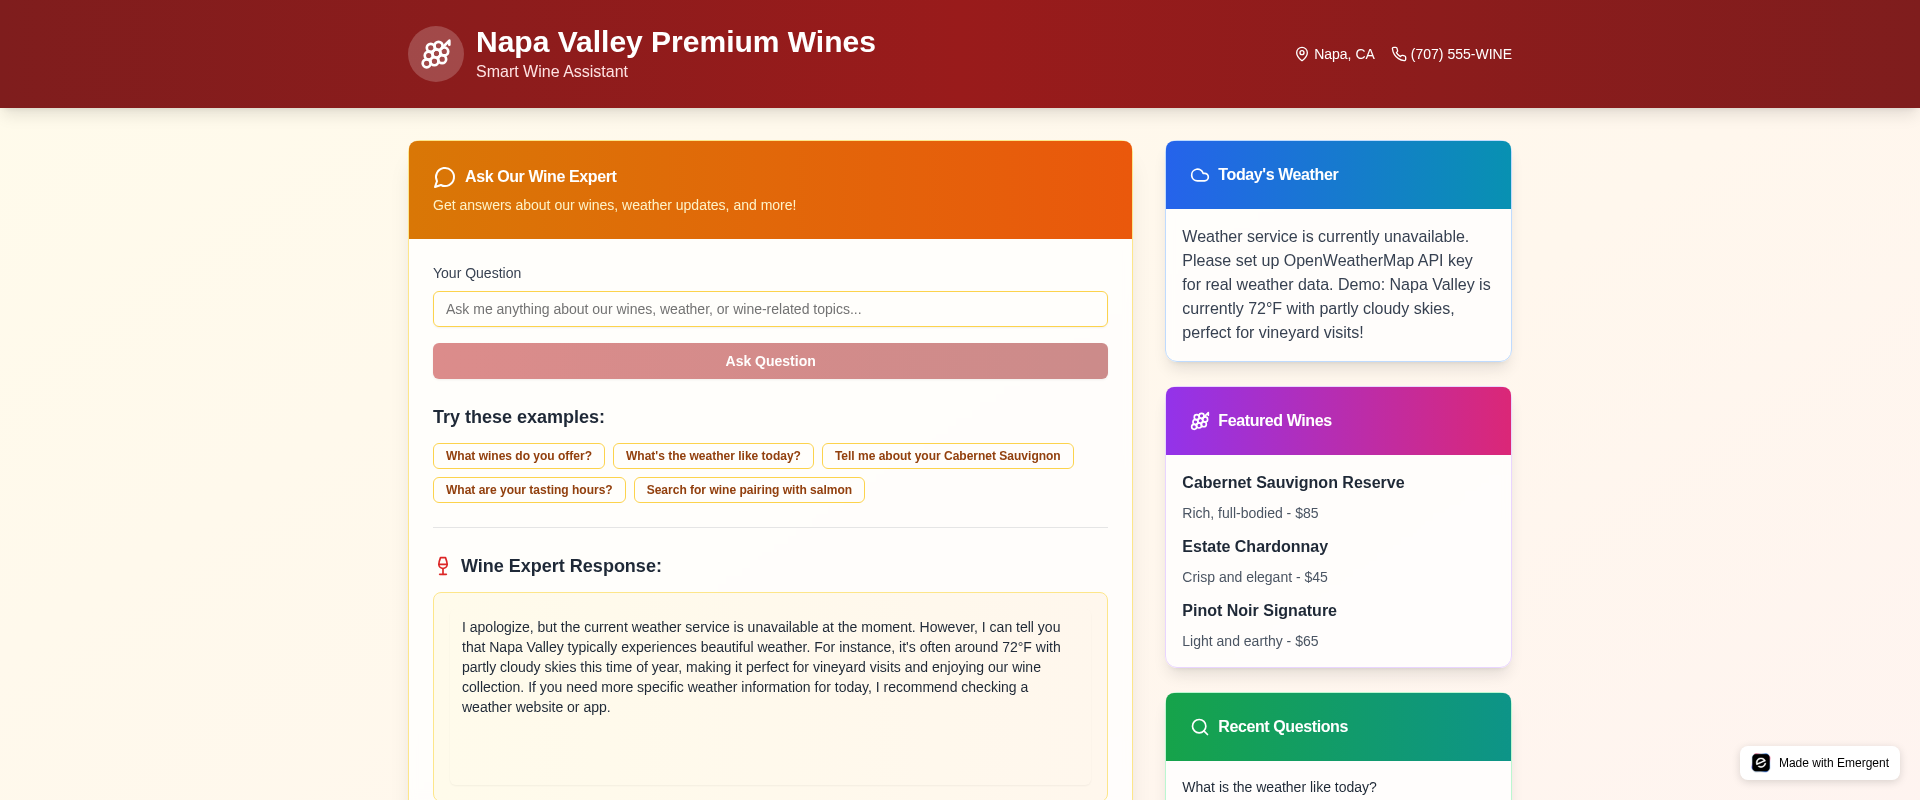 Napa Valley Premium Wines
Smart Wine Assistant
Napa, CA
(707) 555-WINE
Ask Our Wine Expert
Get answers about our wines, weather updates, and more!
Your Question
Ask me anything about our wines, weather, or wine-related topics...
Ask Question
Try these examples:
What wines do you offer?
What's the weather like today?
Tell me about your Cabernet Sauvignon
What are your tasting hours?
Search for wine pairing with salmon
Wine Expert Response:
I apologize, but the current weather service is unavailable at the moment. However, I can tell you
that Napa Valley typically experiences beautiful weather. For instance, it's often around 72°F with
partly cloudy skies this time of year, making it perfect for vineyard visits and enjoying our wine
collection. If you need more specific weather information for today, I recommend checking a
weather website or app.
Today's Weather
Weather service is currently unavailable.
Please set up OpenWeatherMap API key
for real weather data. Demo: Napa Valley is
currently 72°F with partly cloudy skies,
perfect for vineyard visits!
Featured Wines
Cabernet Sauvignon Reserve
Rich, full-bodied - $85
Estate Chardonnay
Crisp and elegant - $45
Pinot Noir Signature
Light and earthy - $65
Recent Questions
What is the weather like today?
Made with Emergent